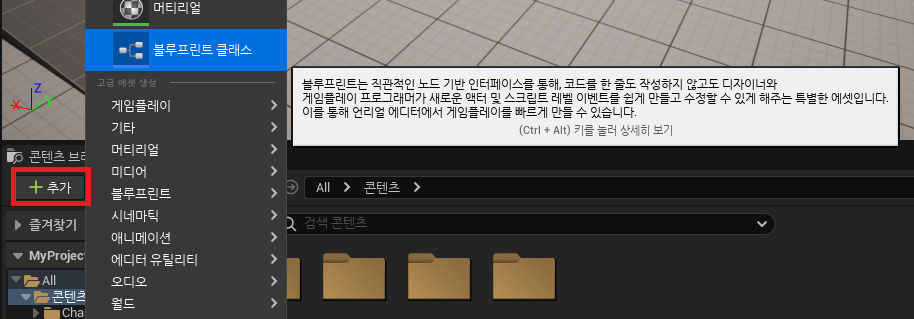 머티리얼
블루프린트 클래스
고급 에셋 생성
게임플레이
기타
머티리얼
미디어
블루프린트
시네마틱
애니메이션
에디터 유틸리티
오디오
월드
블루프린트는 직관적인 노드 기반 인터페이스를 통해, 코드를 한 줄도 작성하지 않고도 디자이너와
게임플레이 프로그래머가 새로운 액터 및 스크립트 레벨 이벤트를 쉽게 만들고 수정할 수 있게 해주는 특별한 에셋입니다.
이를 통해 언리얼 에디터에서 게임플레이를 빠르게 만들 수 있습니다.
(Ctrl + Alt) 키를 눌러 상세히 보기
Z
X
Y
콘텐츠 브
+ 추가
All > 콘텐츠 >
즐겨찾기
검색 콘텐츠
MyProject
All
콘텐츠
Cha